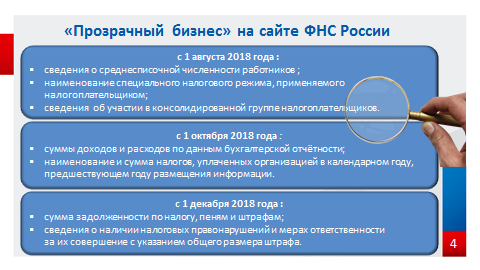 «Прозрачный бизнес» на сайте ФНС России
с 1 августа 2018 года :
▪ сведения о среднесписочной численности работников ;
▪ наименование специального налогового режима, применяемого
налогоплательщиком;
▪ сведения об участии в консолидированной группе налогоплательщиков.
с 1 октября 2018 года :
▪ суммы доходов и расходов по данным бухгалтерской отчётности;
▪ наименование и сумма налогов, уплаченных организацией в календарном году,
предшествующем году размещения информации.
с 1 декабря 2018 года :
▪ сумма задолженности по налогу, пеням и штрафам;
▪ сведения о наличии налоговых правонарушений и мерах ответственности
за их совершение с указанием общего размера штрафа.
4